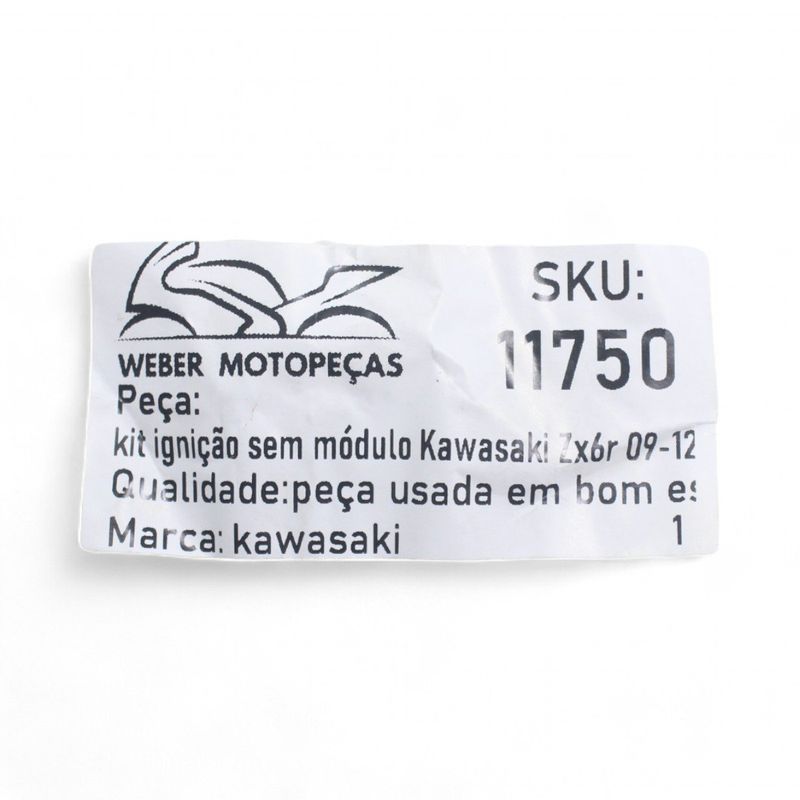 WEBER MOTOPEÇAS
SKU:
11750
Peça:
kit ignição sem módulo Kawasaki Zx6r 09-12
Qualidade:peça usada em bom es
Marca: kawasaki
1